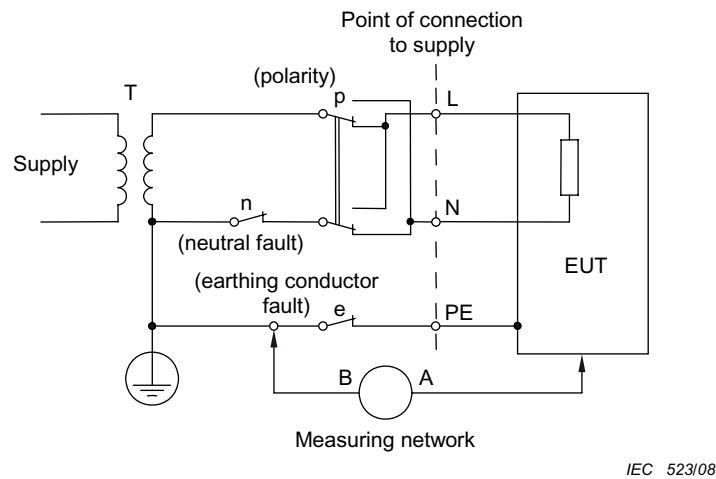 Point of connection
to supply
T
(polarity)
p
L
Supply
n
N
(neutral fault)
EUT
(earthing conductor
fault)
e
PE
B
A
Measuring network
IEC 523/08